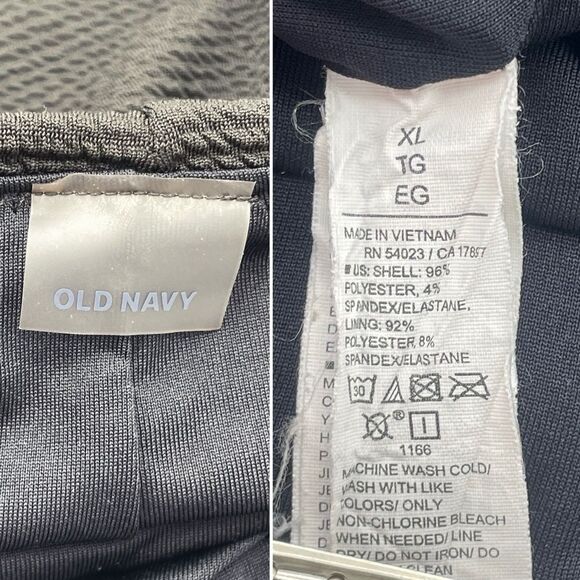 OLD NAVY
XL
TG
EG
MADE IN VIETNAM
RN 54023 / CA 17897
US: SHELL: 96%
POLYESTER, 4%
SPANDEX/ELASTANE,
LINING: 92%
POLYESTER, 8%
SPANDEX/ELASTANE
30
1166
MACHINE WASH COLD/
WASH WITH LIKE
COLORS/ ONLY
NON-CHLORINE BLEACH
WHEN NEEDED/ LINE
DRY/ DO NOT IRON/ DO
CLEAN